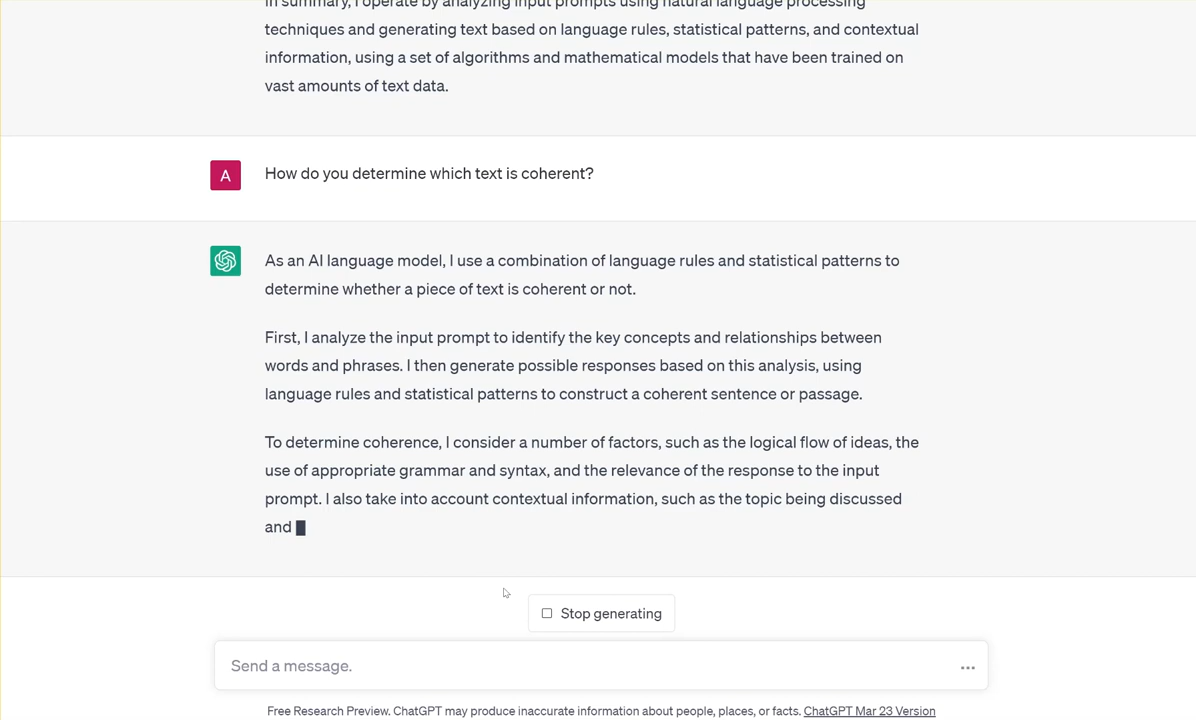 In summary, I operate by analyzing input prompts using natural language processing
techniques and generating text based on language rules, statistical patterns, and contextual
information, using a set of algorithms and mathematical models that have been trained on
vast amounts of text data.
A
How do you determine which text is coherent?
As an AI language model, I use a combination of language rules and statistical patterns to
determine whether a piece of text is coherent or not.
First, I analyze the input prompt to identify the key concepts and relationships between
words and phrases. I then generate possible responses based on this analysis, using
language rules and statistical patterns to construct a coherent sentence or passage.
To determine coherence, I consider a number of factors, such as the logical flow of ideas, the
use of appropriate grammar and syntax, and the relevance of the response to the input
prompt. I also take into account contextual information, such as the topic being discussed
and
Stop generating
Send a message.
Free Research Preview. ChatGPT may produce inaccurate information about people, places, or facts. ChatGPT Mar 23 Version